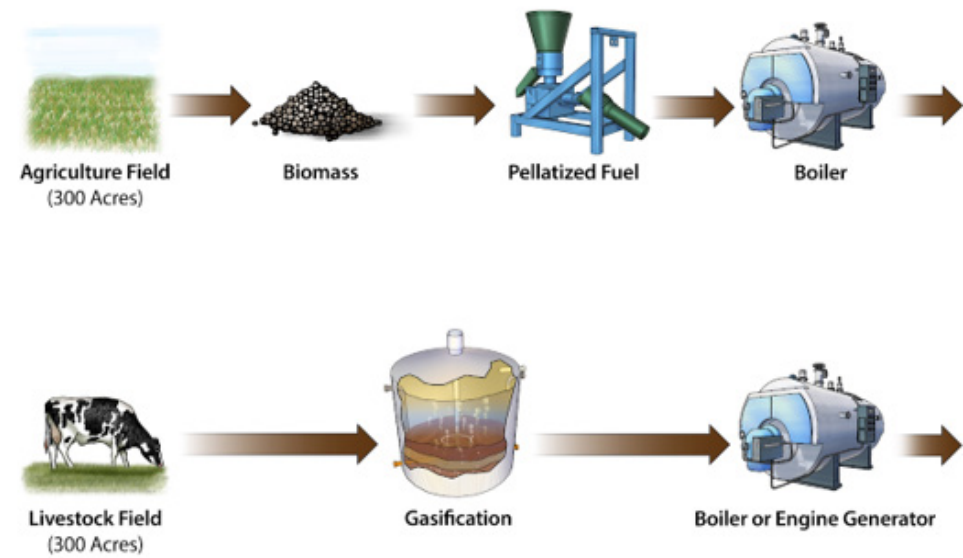 Agriculture Field
(300 Acres)
Biomass
Pellatized Fuel
Boiler
Livestock Field
(300 Acres)
Gasification
Boiler or Engine Generator